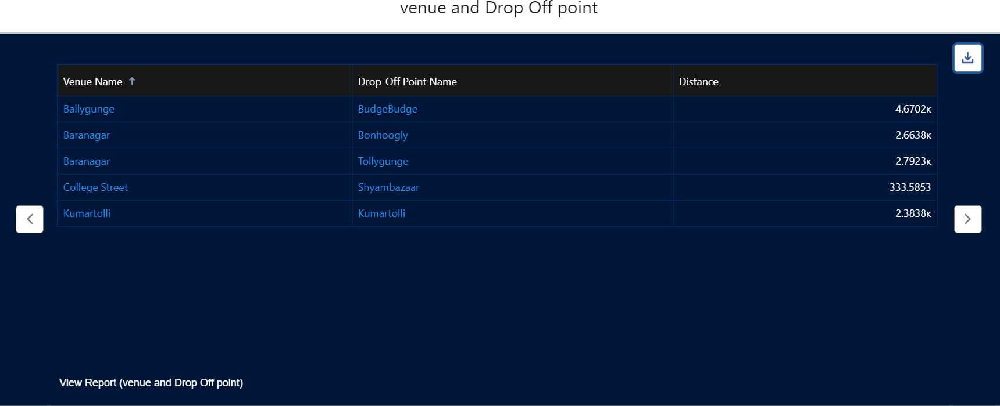 venue and Drop Off point
Venue Name ↑ Drop-Off Point Name Distance
Ballygunge BudgeBudge 4.6702K
Baranagar Bonhoogly 2.6638K
Baranagar Tollygunge 2.7923K
College Street Shyambazaar 333.5853
Kumartolli Kumartolli 2.3838K
View Report (venue and Drop Off point)